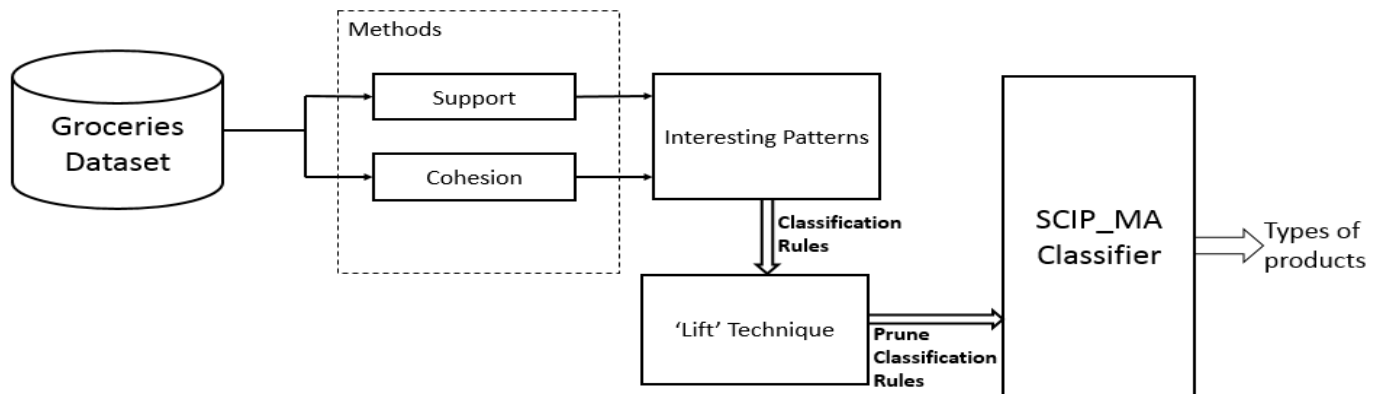 Methods
Groceries
Dataset
Support
Cohesion
Interesting Patterns
Classification
Rules
'Lift' Technique
Prune
Classification
Rules
SCIP_MA
Classifier
Types of
products